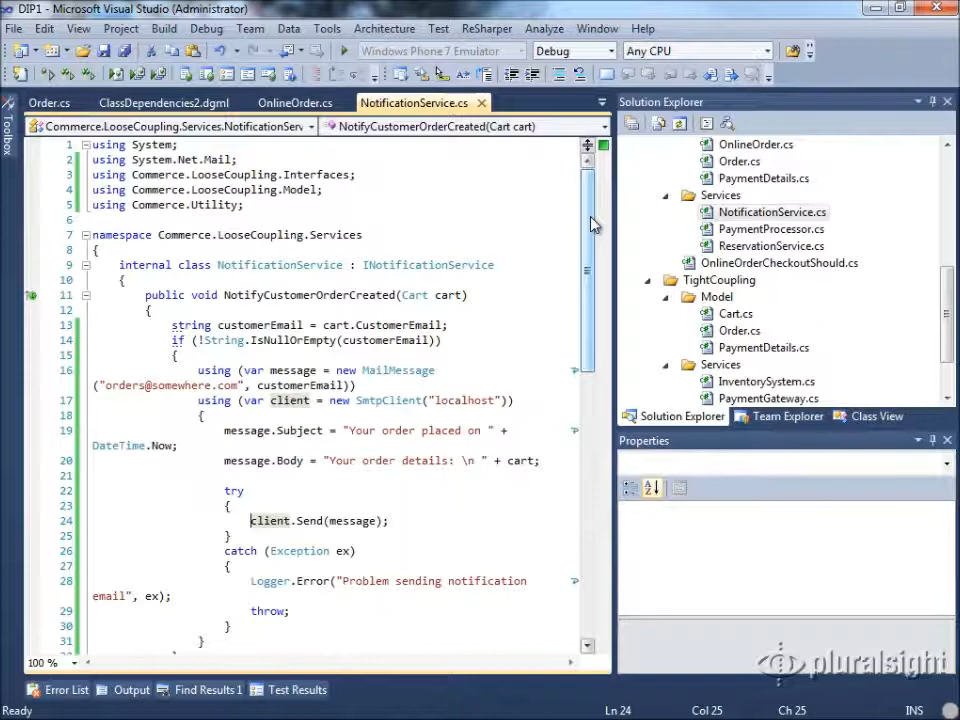 DIP1 - Microsoft Visual Studio (Administrator)
File Edit View Project Build Debug Team Data Tools Architecture Test ReSharper Analyze Window Help
Windows Phone 7 Emulator Debug Any CPU
Toolbox
Order.cs ClassDependencies2.dgml OnlineOrder.cs NotificationService.cs
Commerce.LooseCoupling.Services.NotificationServ NotifyCustomerOrderCreated(Cart cart)
1 using System;
2 using System.Net.Mail;
3 using Commerce.LooseCoupling.Interfaces;
4 using Commerce.LooseCoupling.Model;
5 using Commerce.Utility;
6
7 namespace Commerce.LooseCoupling.Services
8 {
9 internal class NotificationService : INotificationService
10 {
11 public void NotifyCustomerOrderCreated(Cart cart)
12 {
13 string customerEmail = cart.CustomerEmail;
14 if (!String.IsNullOrEmpty(customerEmail))
15 {
16 using (var message = new MailMessage
("orders@somewhere.com", customerEmail))
17 using (var client = new SmtpClient("localhost"))
18 {
19 message.Subject = "Your order placed on " +
DateTime.Now;
20 message.Body = "Your order details: \n " + cart;
21
22 try
23 {
24 client.Send(message);
25 }
26 catch (Exception ex)
27 {
28 Logger.Error("Problem sending notification
email", ex);
29 throw;
30 }
31 }
100 %
Solution Explorer
OnlineOrder.cs
Order.cs
PaymentDetails.cs
Services
NotificationService.cs
PaymentProcessor.cs
ReservationService.cs
OnlineOrderCheckoutShould.cs
TightCoupling
Model
Cart.cs
Order.cs
PaymentDetails.cs
Services
InventorySystem.cs
PaymentGateway.cs
Solution Explorer Team Explorer Class View
Properties
pluralsight
Error List Output Find Results 1 Test Results
Ready Ln 24 Col 25 Ch 25 INS